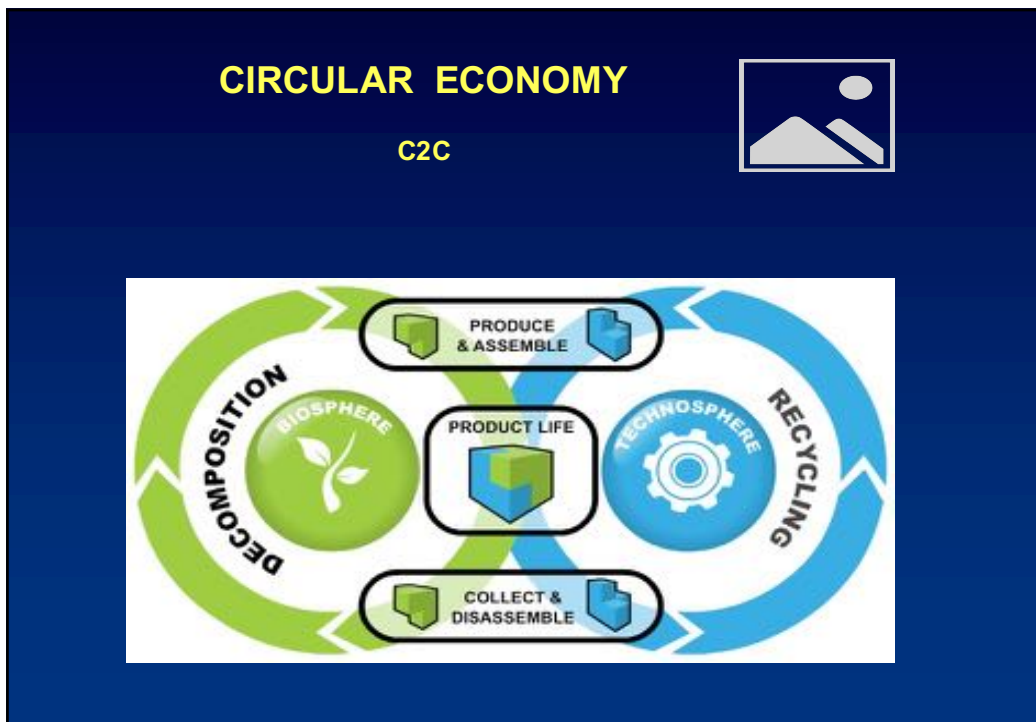 CIRCULAR ECONOMY
C2C
PRODUCE
& ASSEMBLE
DECOMPOSITION
BIOSPHERE
PRODUCT LIFE
TECHNOSPHERE
RECYCLING
COLLECT &
DISASSEMBLE